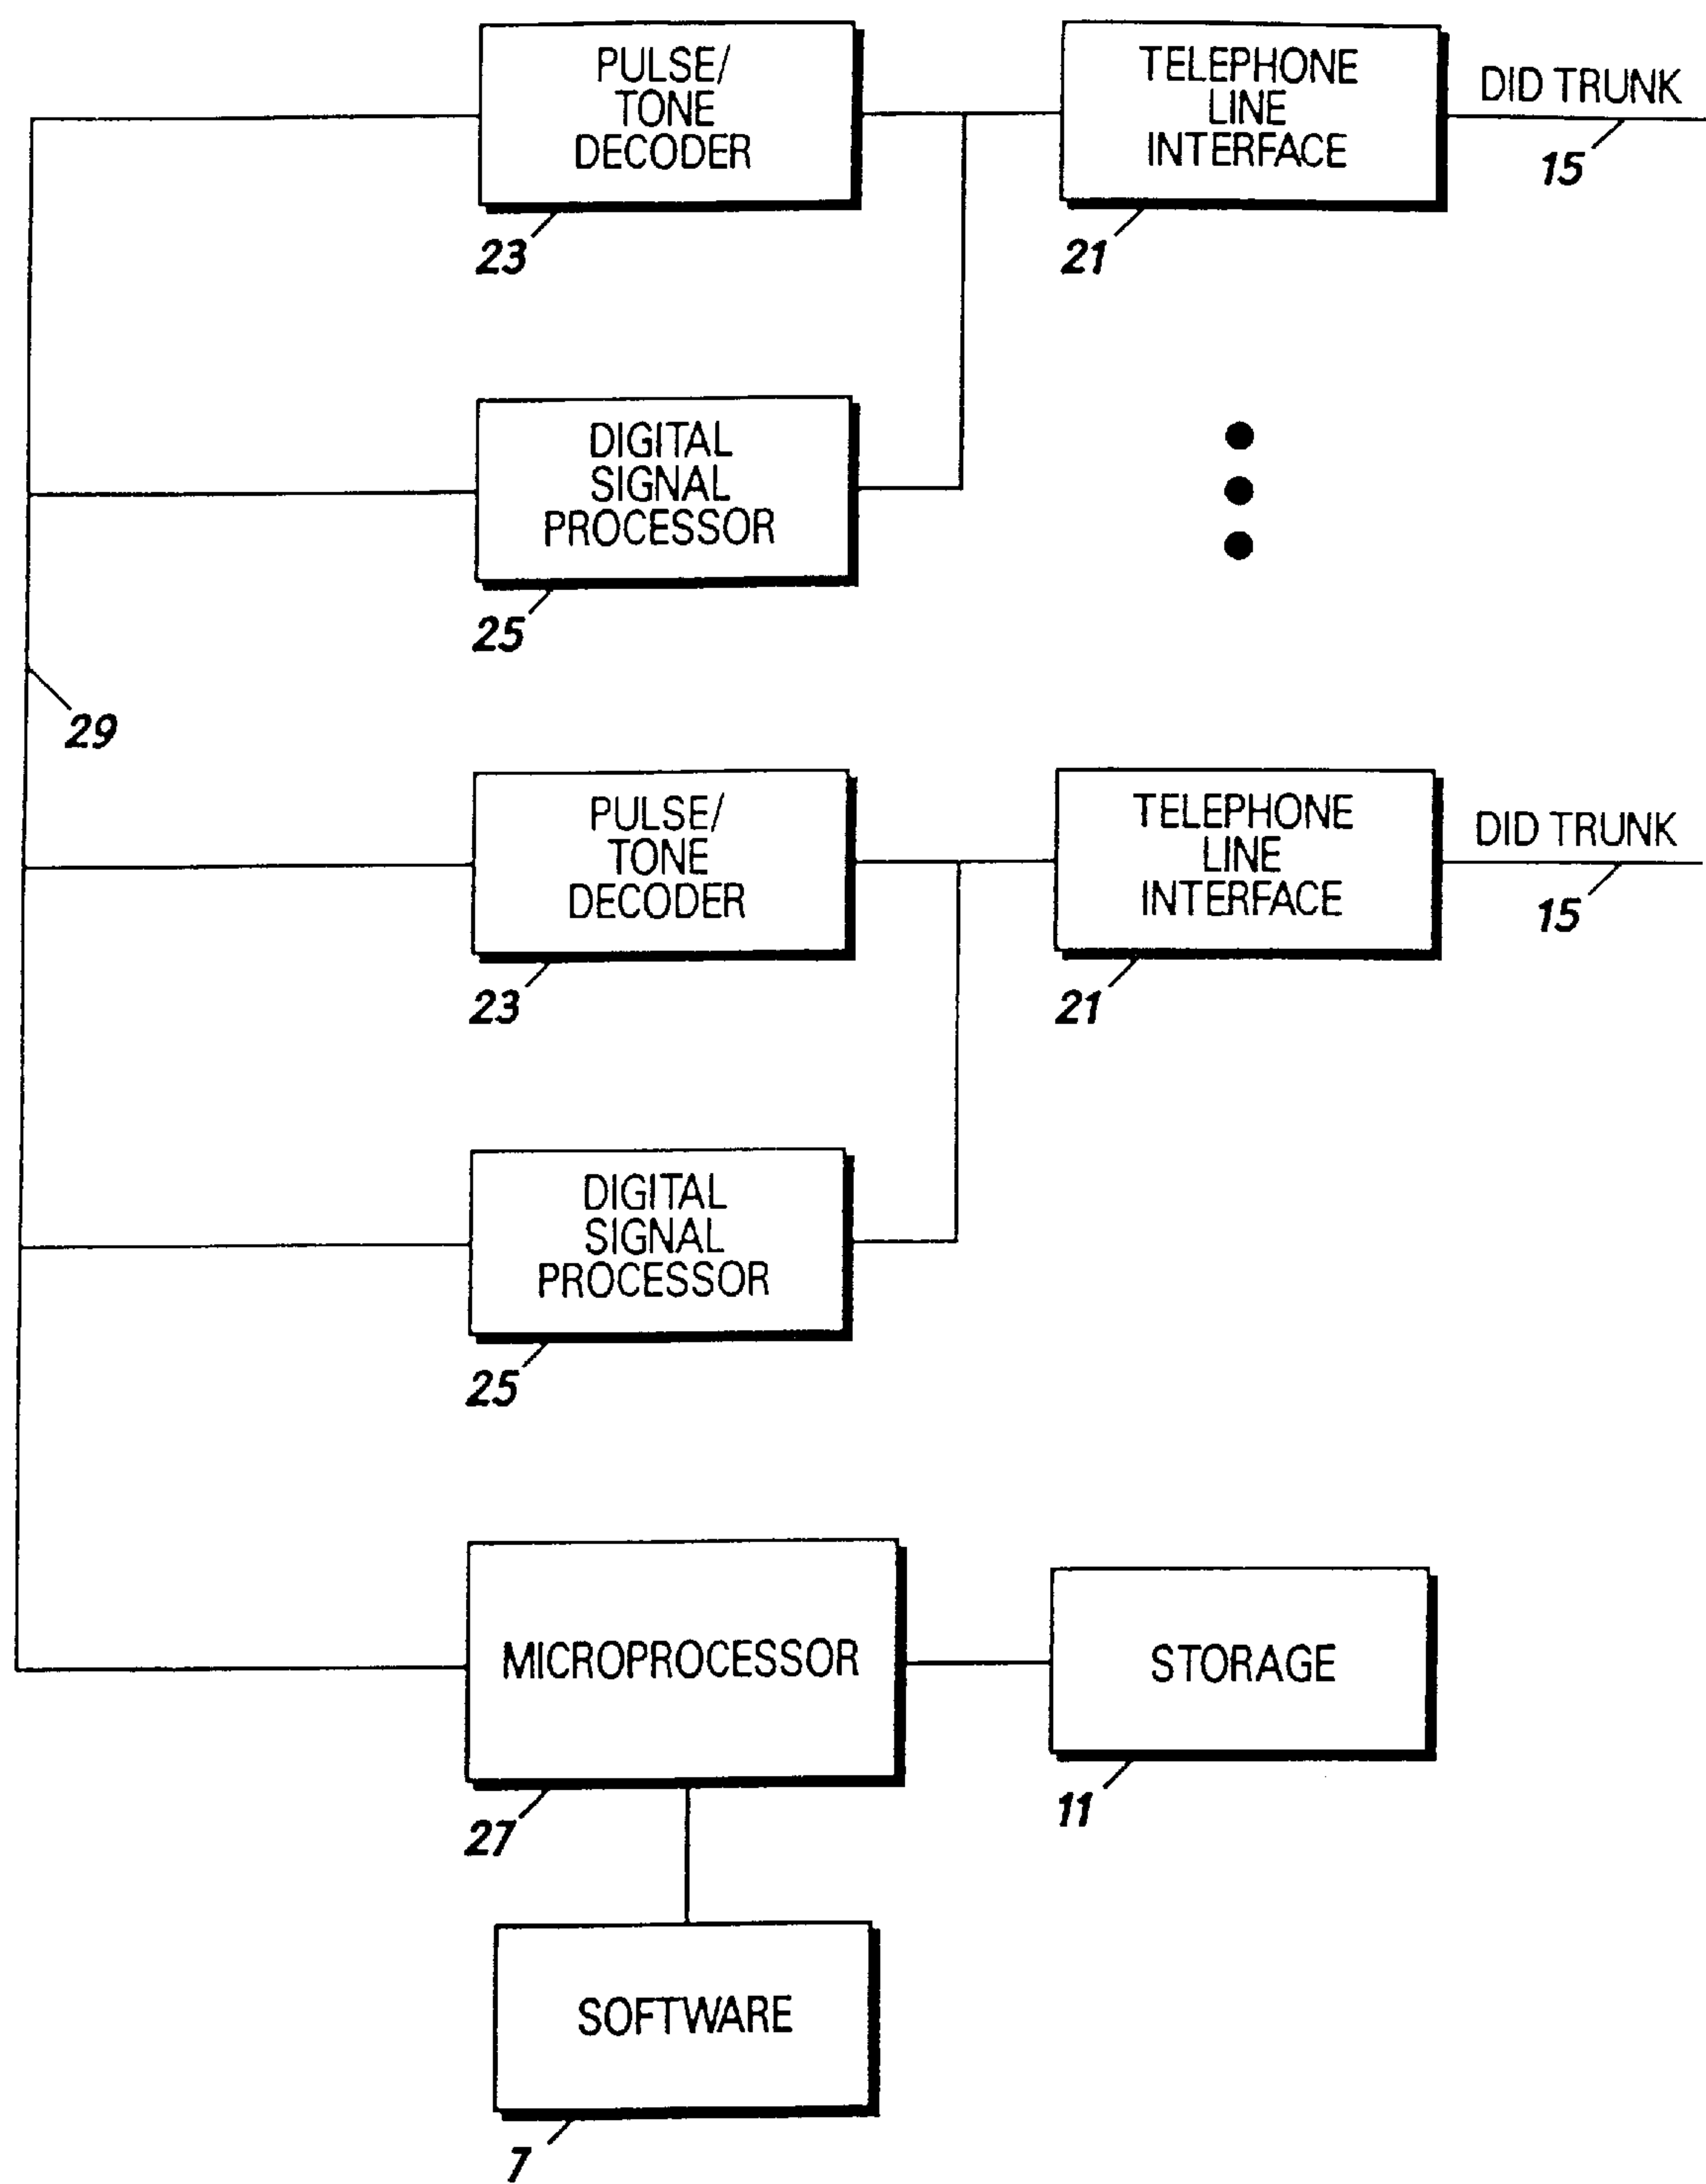 PULSE/
TONE
DECODER
23
TELEPHONE
LINE
INTERFACE
21
DID TRUNK
15
DIGITAL
SIGNAL
PROCESSOR
25
29
PULSE/
TONE
DECODER
23
TELEPHONE
LINE
INTERFACE
21
DID TRUNK
15
DIGITAL
SIGNAL
PROCESSOR
25
MICROPROCESSOR
27
STORAGE
11
SOFTWARE
7